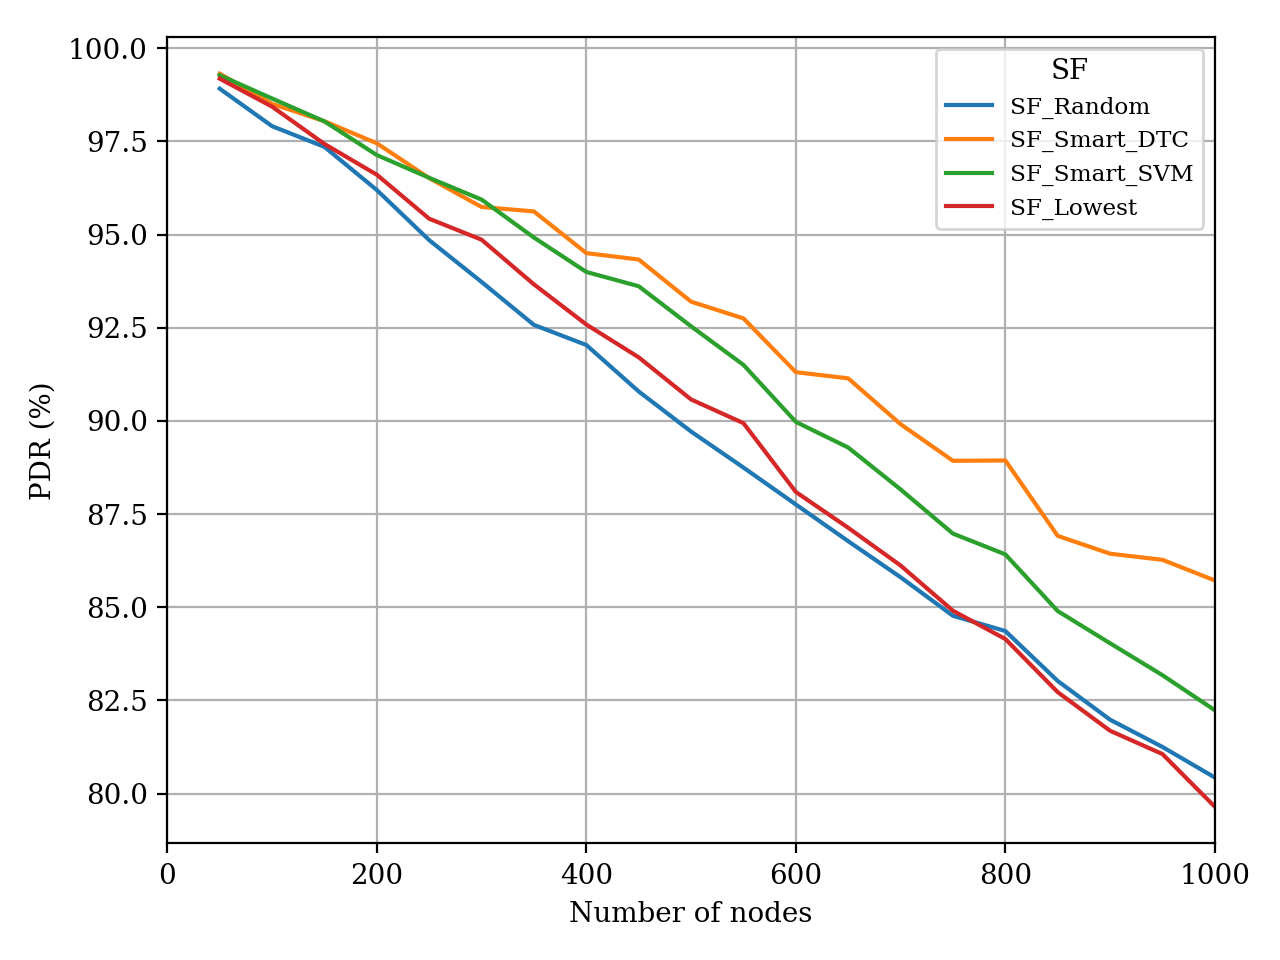 100.0
97.5
95.0
92.5
90.0
87.5
85.0
82.5
80.0
PDR (%)
0 200 400 600 800 1000
Number of nodes
SF
SF_Random
SF_Smart_DTC
SF_Smart_SVM
SF_Lowest